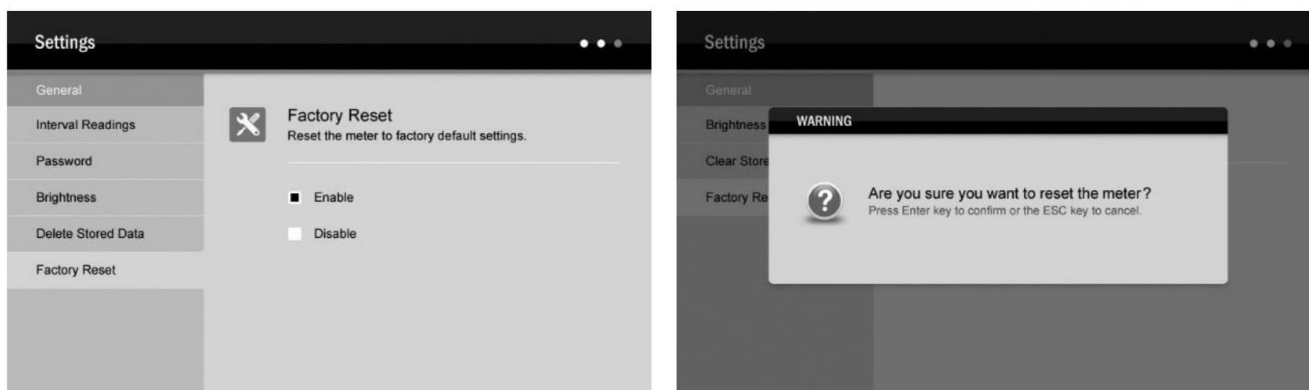 Settings
General
Interval Readings
Password
Brightness
Delete Stored Data
Factory Reset
Factory Reset
Reset the meter to factory default settings.
Enable
Disable
Settings
General
Brightness
Clear Store
Factory Re
WARNING
Are you sure you want to reset the meter?
Press Enter key to confirm or the ESC key to cancel.